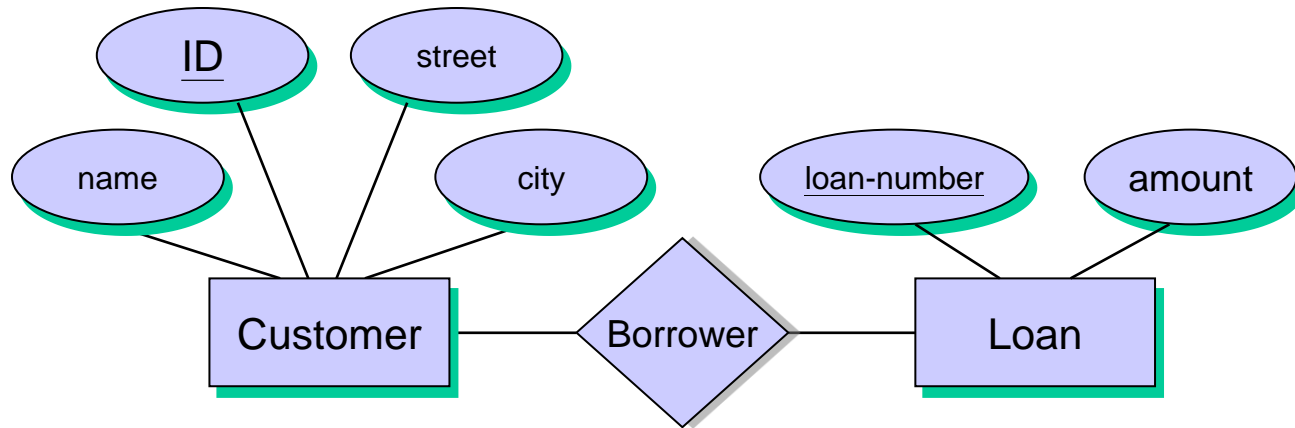 ID
street
name
city
loan-number
amount
Customer
Borrower
Loan